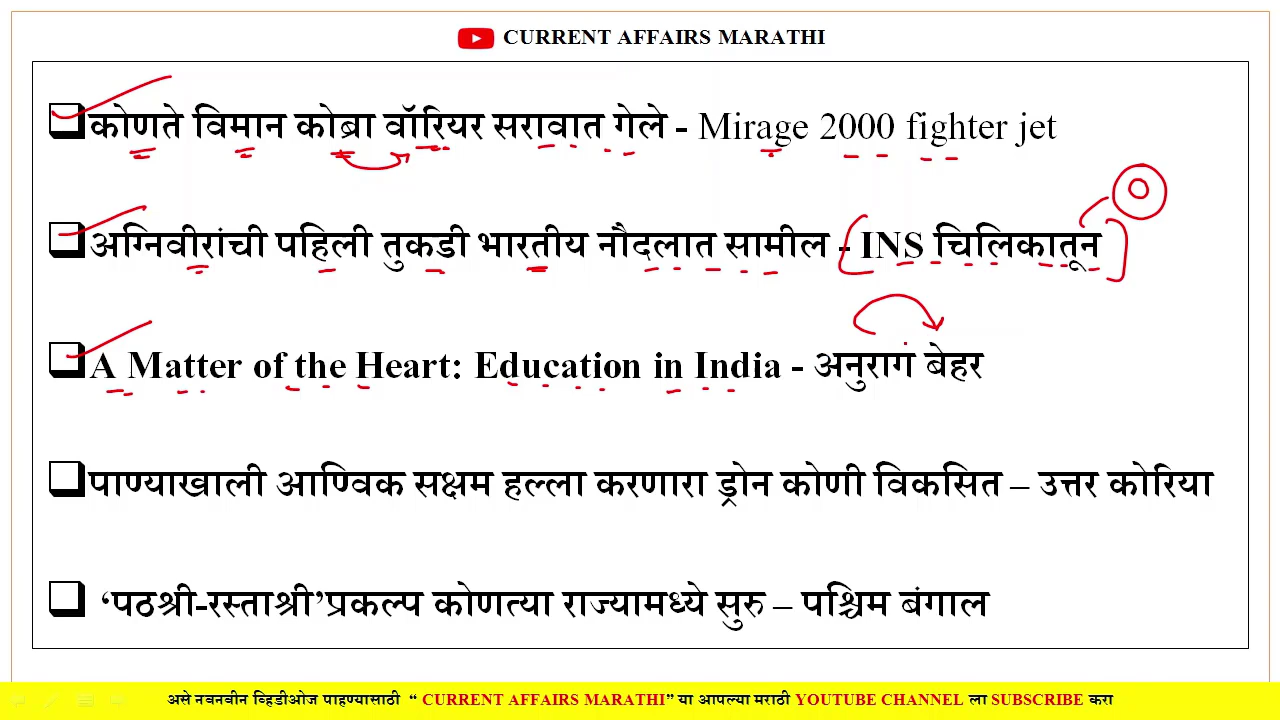 CURRENT AFFAIRS MARATHI
कोणते विमान कोब्रा वॉरियर सरावात गेले - Mirage 2000 fighter jet
अग्निवीरांची पहिली तुकडी भारतीय नौदलात सामील - INS चिलिकातून
A Matter of the Heart: Education in India - अनुरागं बेहर
पाण्याखाली आण्विक सक्षम हल्ला करणारा ड्रोन कोणी विकसित – उत्तर कोरिया
‘पठश्री-रस्ताश्री’प्रकल्प कोणत्या राज्यामध्ये सुरु – पश्चिम बंगाल
असे नवनवीन व्हिडीओज पाहण्यासाठी “ CURRENT AFFAIRS MARATHI” या आपल्या मराठी YOUTUBE CHANNEL ला SUBSCRIBE करा